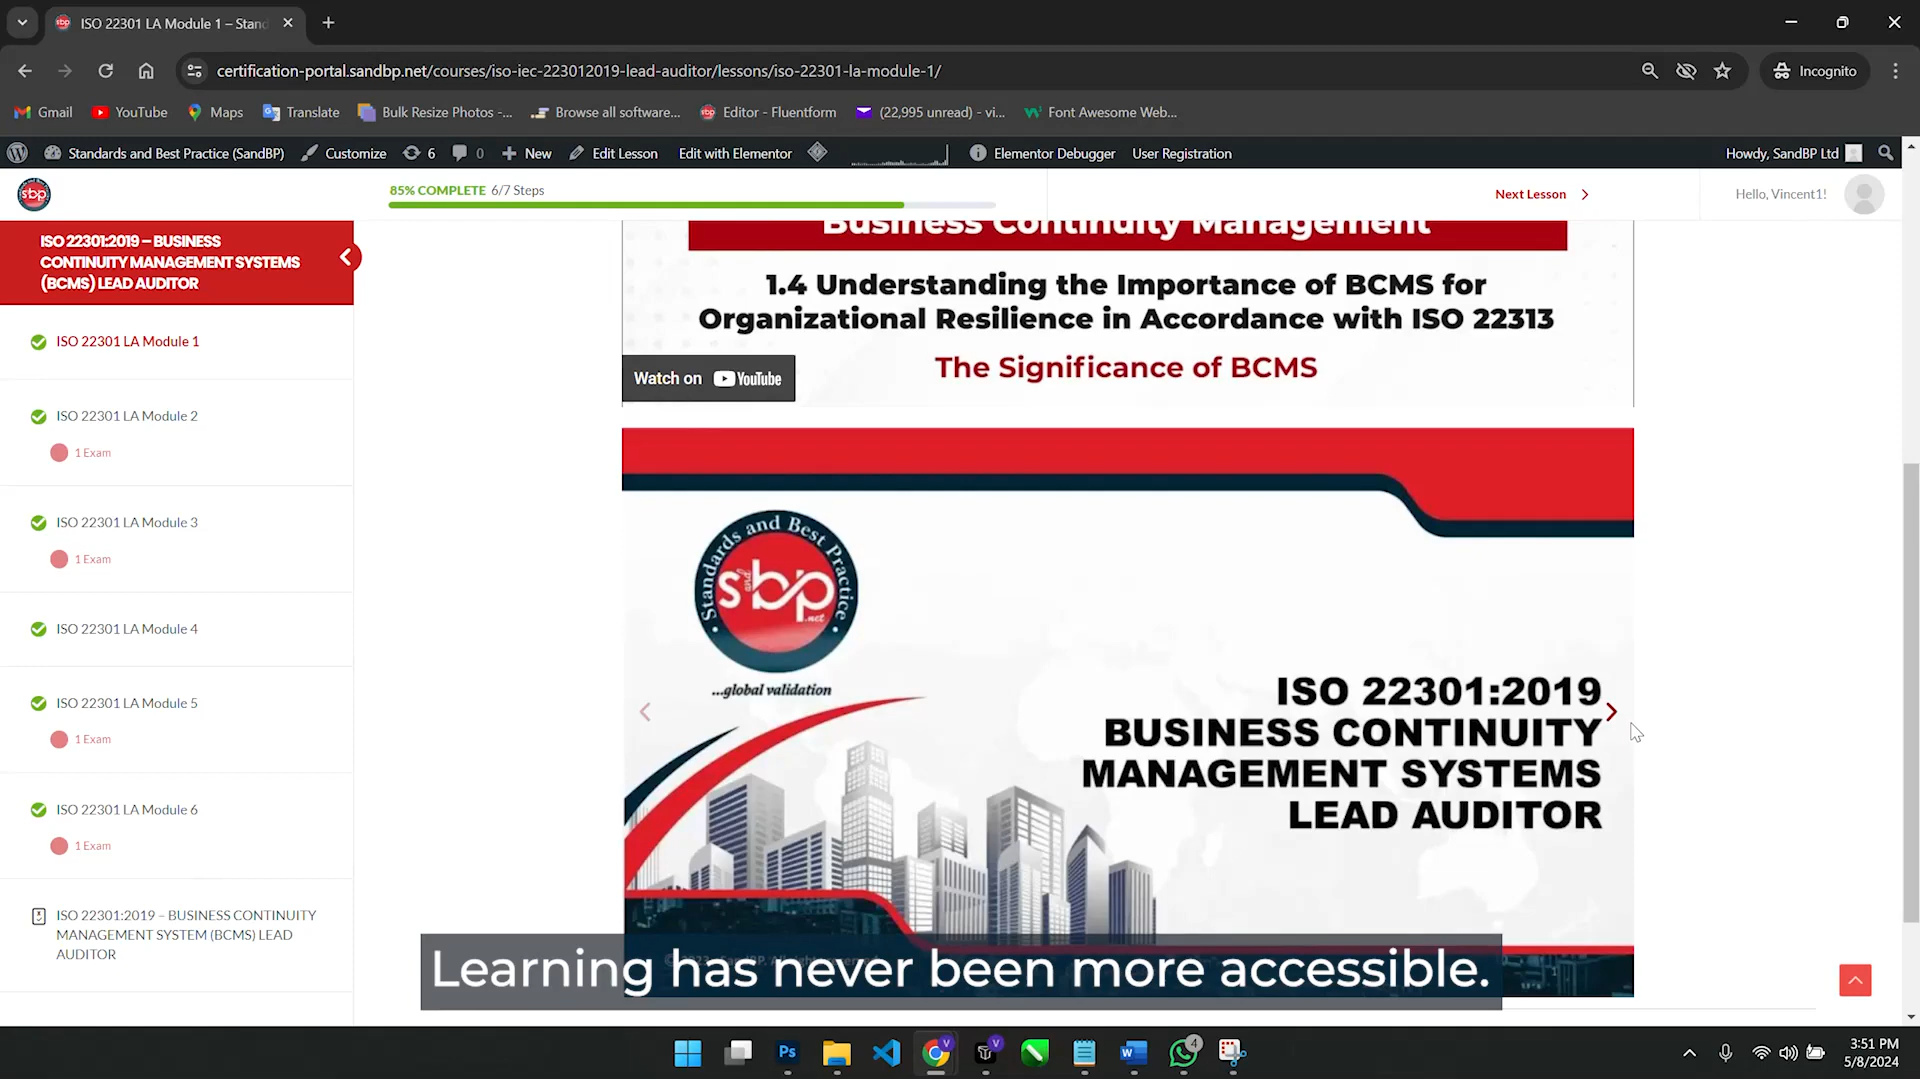 ISO 22301 LA Module 1 – Stand
certification-portal.sandbp.net/courses/iso-iec-223012019-lead-auditor/lessons/iso-22301-la-module-1/
Incognito
Gmail
YouTube
Maps
Translate
Bulk Resize Photos -...
Browse all software...
Editor - Fluentform
(22,995 unread) - vi...
Font Awesome Web...
Standards and Best Practice (SandBP)
Customize
6
0
New
Edit Lesson
Edit with Elementor
Elementor Debugger
User Registration
Howdy, SandBP Ltd
sbp
85% COMPLETE 6/7 Steps
Next Lesson
Hello, Vincent1!
ISO 22301:2019 – BUSINESS
CONTINUITY MANAGEMENT SYSTEMS
(BCMS) LEAD AUDITOR
ISO 22301 LA Module 1
ISO 22301 LA Module 2
1 Exam
ISO 22301 LA Module 3
1 Exam
ISO 22301 LA Module 4
ISO 22301 LA Module 5
1 Exam
ISO 22301 LA Module 6
1 Exam
ISO 22301:2019 – BUSINESS CONTINUITY
MANAGEMENT SYSTEM (BCMS) LEAD
AUDITOR
Business Continuity Management
1.4 Understanding the Importance of BCMS for
Organizational Resilience in Accordance with ISO 22313
The Significance of BCMS
Watch on YouTube
Standards and Best Practice
sandbp.net
...global validation
ISO 22301:2019
BUSINESS CONTINUITY
MANAGEMENT SYSTEMS
LEAD AUDITOR
Learning has never been more accessible.
Ps
4
3:51 PM
5/8/2024